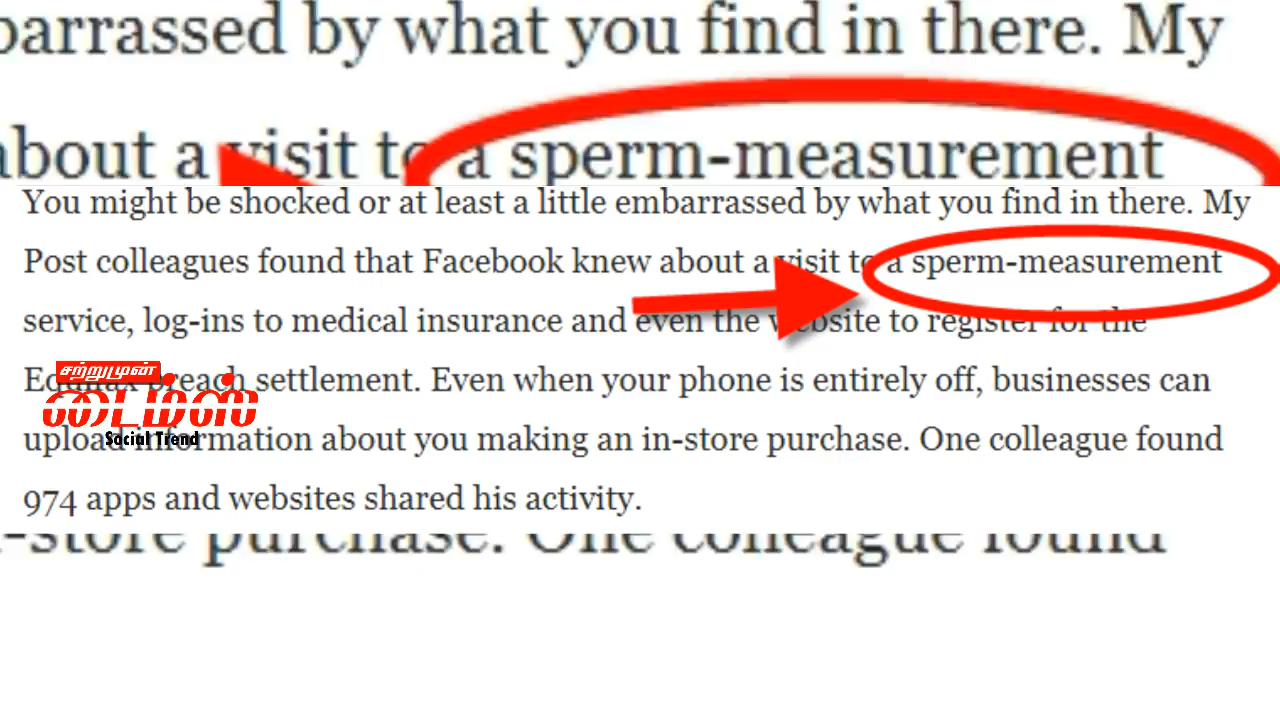 barrassed by what you find in there. My
about a visit to a sperm-measurement
You might be shocked or at least a little embarrassed by what you find in there. My
Post colleagues found that Facebook knew about a visit to a sperm-measurement
service, log-ins to medical insurance and even the website to register for the
Equifax breach settlement. Even when your phone is entirely off, businesses can
upload information about you making an in-store purchase. One colleague found
974 apps and websites shared his activity.
சற்றுமுன்
டைம்ஸ்
Social Trend
-store purchase. One colleague found